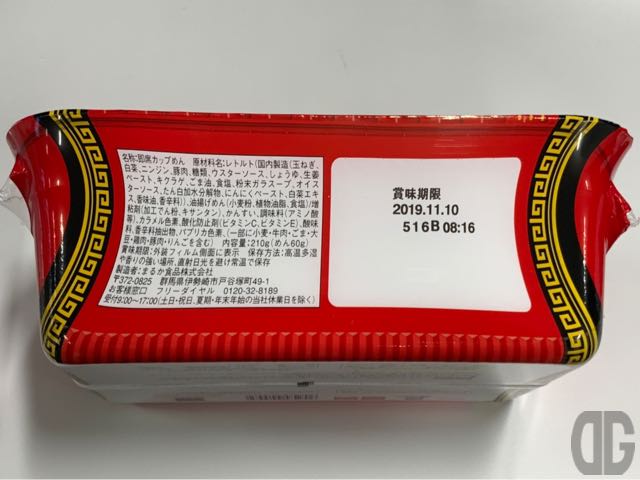 名称:即席カップめん 原材料名:レトルト(国内製造(玉ねぎ、
白菜、ニンジン、豚肉、糖類、ウスターソース、しょうゆ、生姜
ペースト、キクラゲ、ごま油、食塩、粉末ガラスープ、オイス
ターソース、たん白加水分解物、にんにくペースト、白菜エキ
ス、香味油、香辛料)、油揚げめん(小麦粉、植物油脂、食塩)/増
粘剤(加工でん粉、キサンタン)、かんすい、調味料(アミノ酸
等)、カラメル色素、酸化防止剤(ビタミンC、ビタミンE)、酸味
料、香辛料抽出物、パプリカ色素、(一部に小麦・牛肉・ごま・大
豆・鶏肉・豚肉・りんごを含む) 内容量:210g(めん60g)
賞味期限:外装フィルム側面に表示 保存方法:高温多湿
や香りの強い場所、直射日光を避け常温で保存
製造者:まるか食品株式会社
〒372-0825 群馬県伊勢崎市戸谷塚町49-1
お客様窓口 フリーダイヤル 0120-32-8189
受付9:00~17:00(土日・祝日、夏期・年末年始の当社休業日を除く)
賞味期限
2019.11.10
516B 08:16
DG